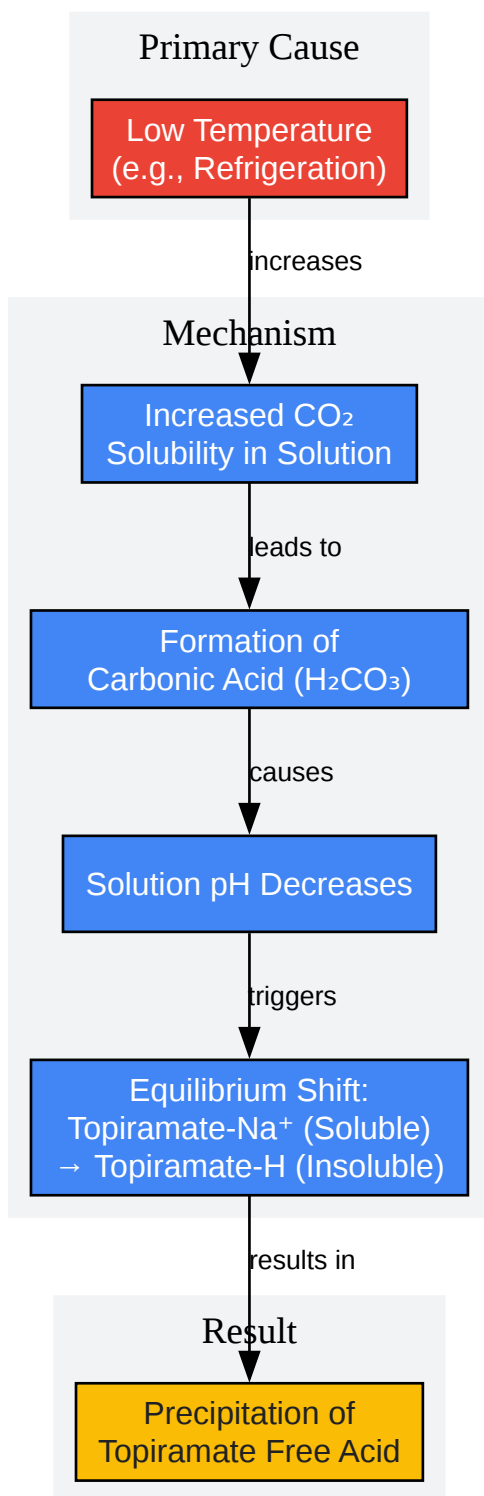 Primary Cause
Low Temperature
(e.g., Refrigeration)
increases
Mechanism
Increased CO₂
Solubility in Solution
leads to
Formation of
Carbonic Acid (H₂CO₃)
causes
Solution pH Decreases
triggers
Equilibrium Shift:
Topiramate-Na⁺ (Soluble)
→ Topiramate-H (Insoluble)
results in
Result
Precipitation of
Topiramate Free Acid